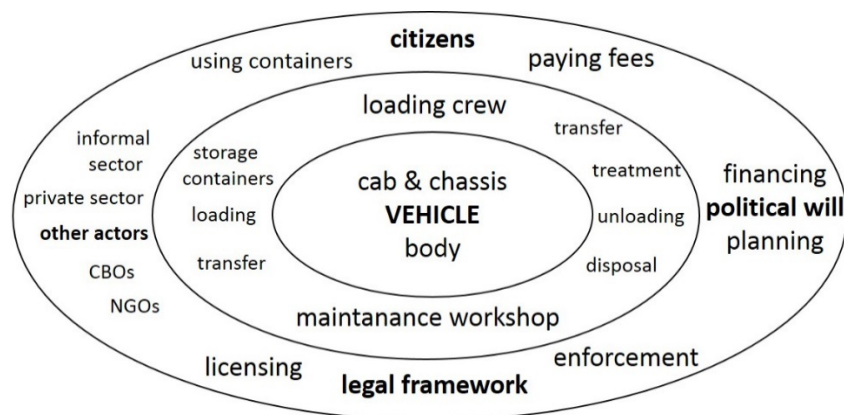 citizens
using containers
paying fees
loading crew
informal
sector
private sector
other actors
CBOs
NGOs
storage
containers
loading
transfer
cab & chassis
VEHICLE
body
transfer
treatment
unloading
disposal
financing
political will
planning
maintanance workshop
licensing
legal framework
enforcement